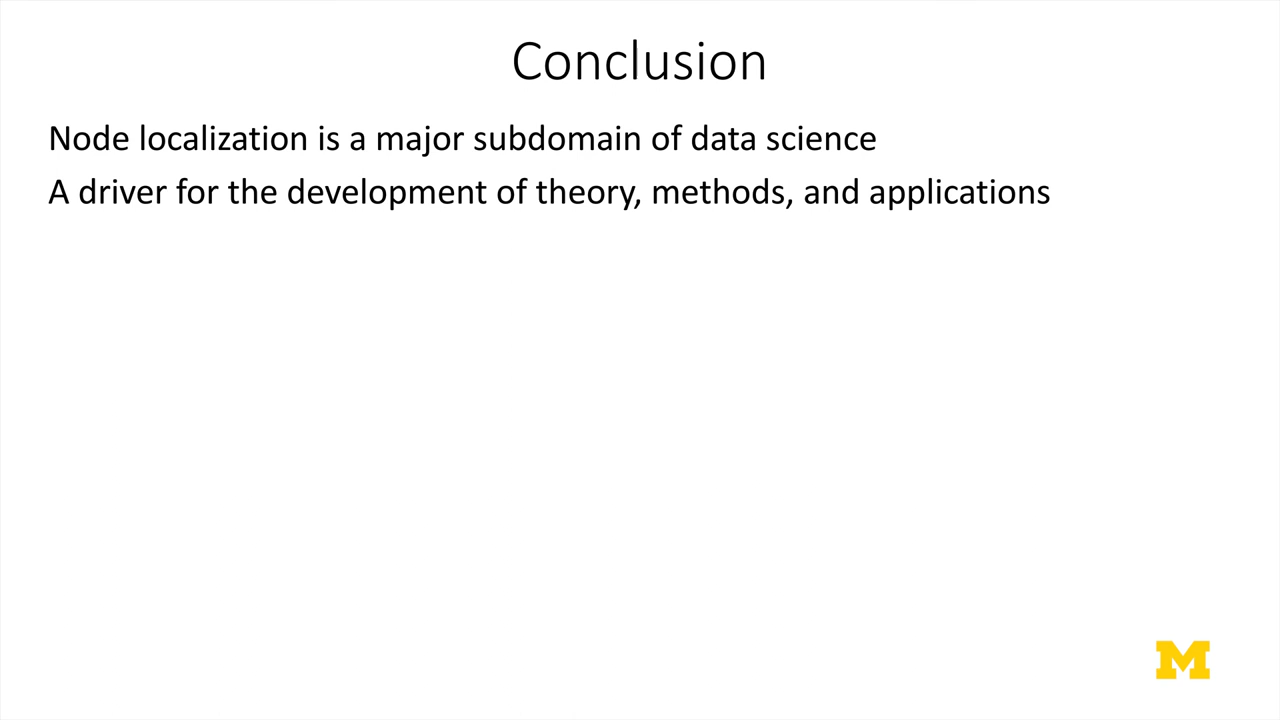 Conclusion
Node localization is a major subdomain of data science
A driver for the development of theory, methods, and applications
M